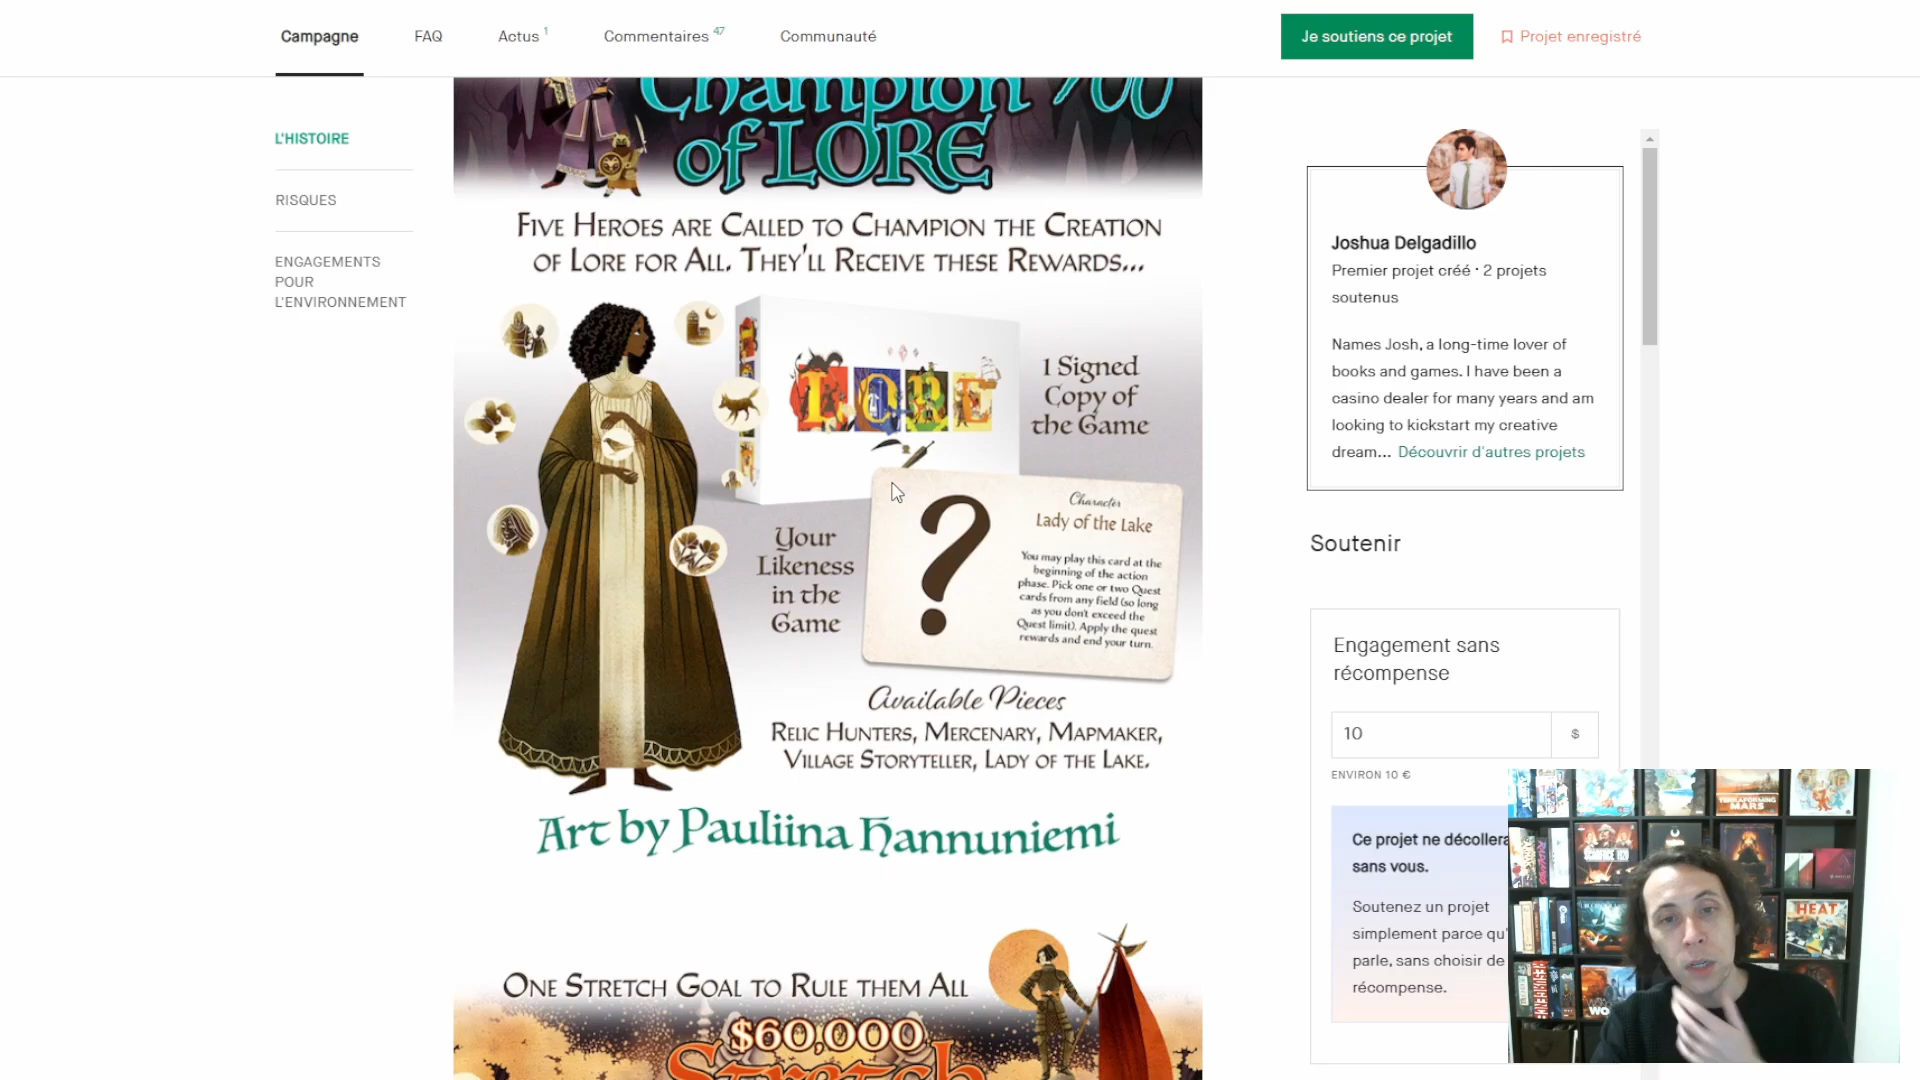 Campagne
FAQ
Actus 1
Commentaires 47
Communauté
Je soutiens ce projet
Projet enregistré
L'HISTOIRE
RISQUES
ENGAGEMENTS
POUR
L'ENVIRONNEMENT
Champion 700
of LORE
FIVE HEROES ARE CALLED TO CHAMPION THE CREATION
OF LORE FOR ALL. THEY'LL RECEIVE THESE REWARDS...
LORE
1 Signed
Copy of
the Game
Your
Likeness
in the
Game
?
Character
Lady of the Lake
You may play this card at the
beginning of the action
phase. Pick one or two Quest
cards from any field (so long
as you don't exceed the
Quest limit). Apply the quest
rewards and end your turn.
Available Pieces
RELIC HUNTERS, MERCENARY, MAPMAKER,
VILLAGE STORYTELLER, LADY OF THE LAKE.
Art by Pauliina Hannuniemi
ONE STRETCH GOAL TO RULE THEM ALL
$60,000
Stretch
Joshua Delgadillo
Premier projet créé · 2 projets
soutenus
Names Josh, a long-time lover of
books and games. I have been a
casino dealer for many years and am
looking to kickstart my creative
dream... Découvrir d'autres projets
Soutenir
Engagement sans
récompense
10 $
ENVIRON 10 €
Ce projet ne décollera
sans vous.
Soutenez un projet
simplement parce qu'
parle, sans choisir de
récompense.
TERRAFORMING
MARS
HEAT